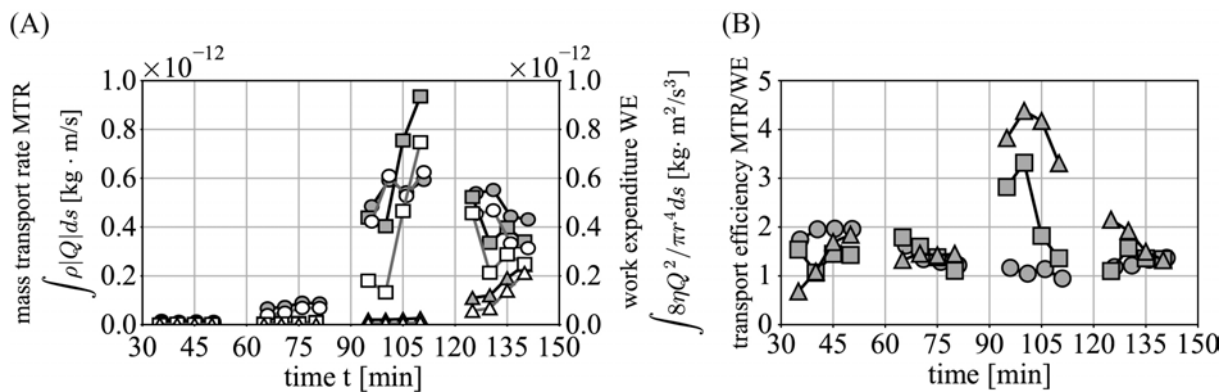 (A)
(B)
×10⁻¹²
×10⁻¹²
mass transport rate MTR
∫ ρ|Q|ds [kg · m/s]
1.0
0.8
0.6
0.4
0.2
0.0
30 45 60 75 90 105 120 135 150
time t [min]
1.0
0.8
0.6
0.4
0.2
0.0
work expenditure WE
∫ 8ηQ²/πr⁴ds [kg· m²/s³]
transport efficiency MTR/WE
5
4
3
2
1
0
30 45 60 75 90 105 120 135 150
time [min]